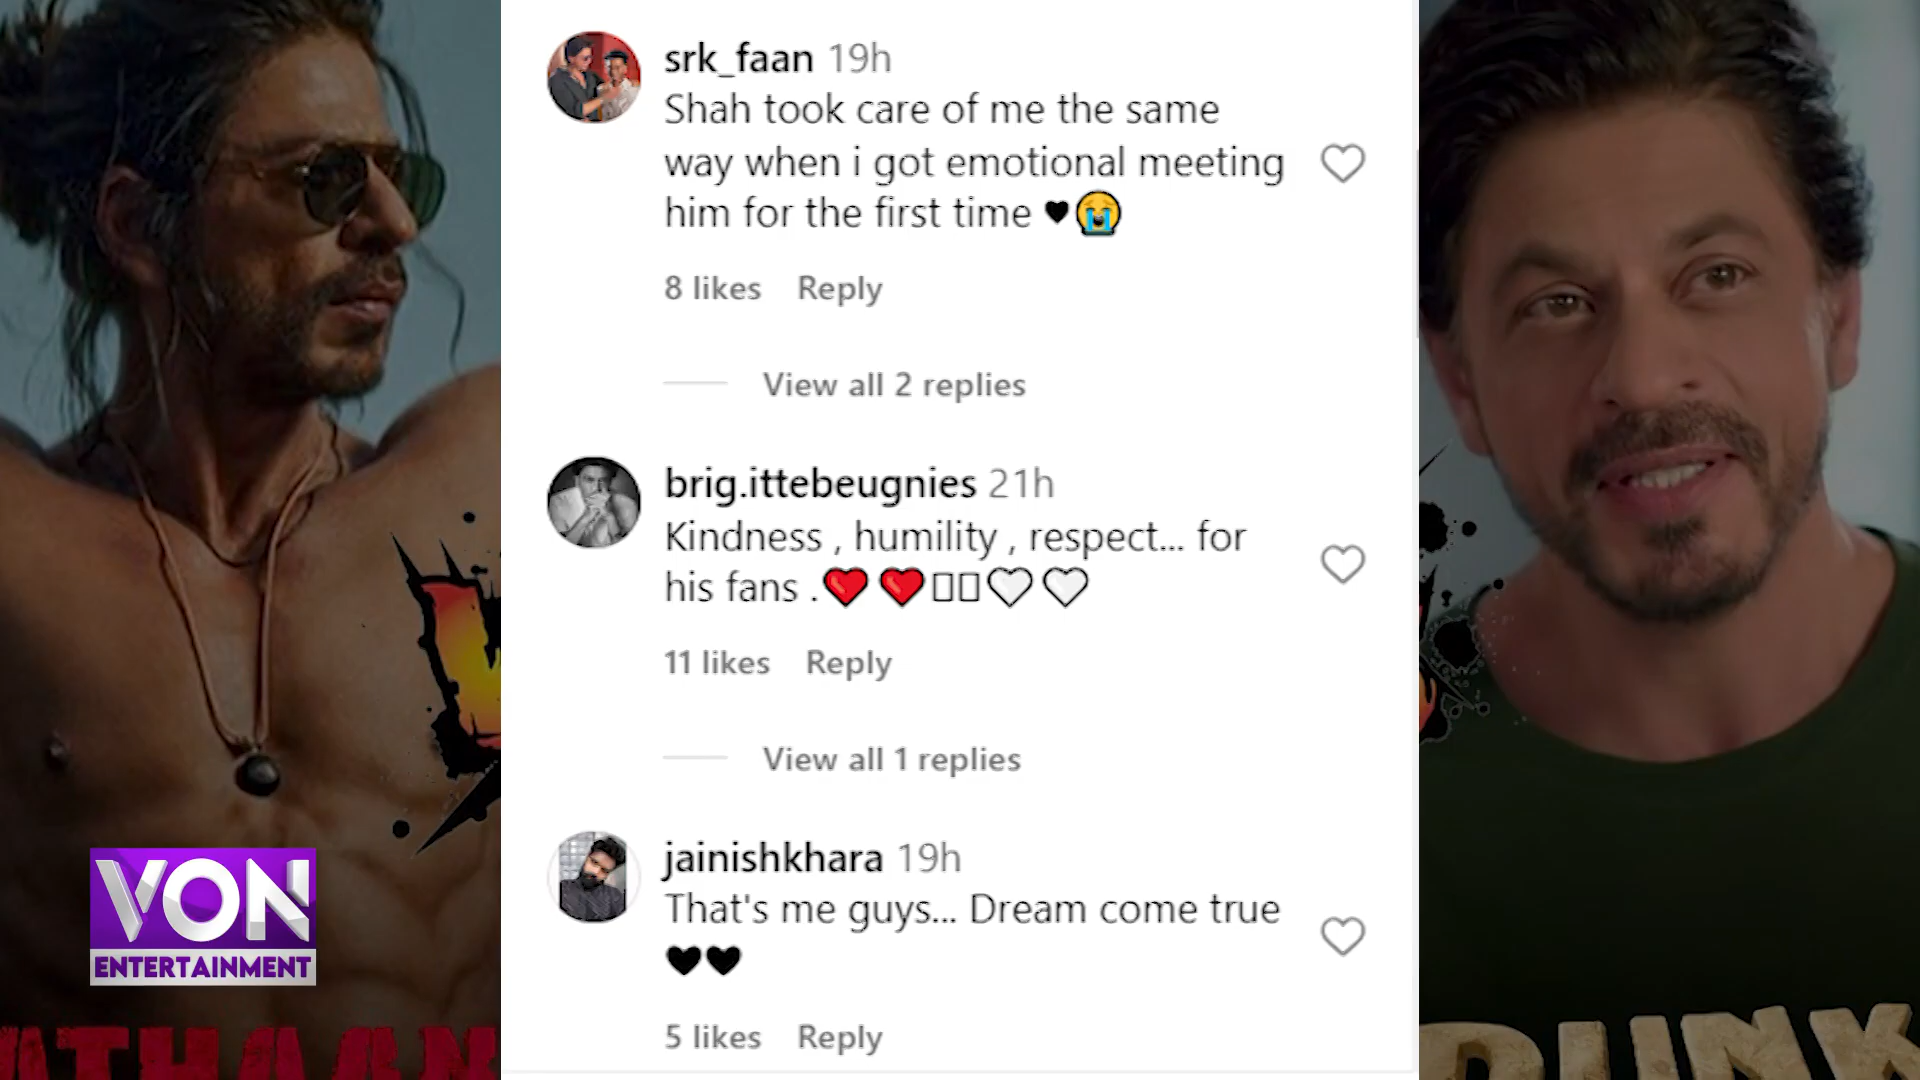 srk_faan 19h
Shah took care of me the same
way when i got emotional meeting
him for the first time ♥😭
8 likes Reply
View all 2 replies
brig.ittebeugnies 21h
Kindness , humility , respect... for
his fans .❤️ ❤️▯▯🤍 🤍
11 likes Reply
View all 1 replies
jainishkhara 19h
That's me guys... Dream come true
🖤🖤
5 likes Reply
VON
ENTERTAINMENT
ATHAAN
DUNK